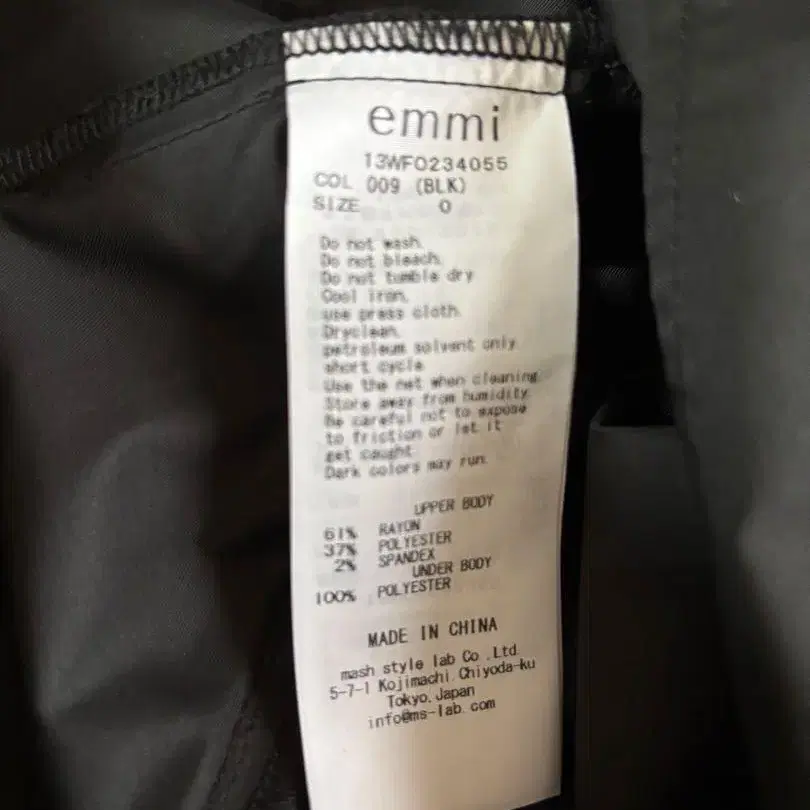 emmi
13WFO234055
COL 009 (BLK)
SIZE 0
Do not wash.
Do not bleach.
Do not tumble dry
Cool iron.
use press cloth.
Dryclean.
petroleum solvent only
short cycle
Use the net when cleaning
Store away from humidity.
Be careful not to expose
to friction or let it
get caught.
Dark colors may run.
UPPER BODY
61% RAYON
37% POLYESTER
2% SPANDEX
UNDER BODY
100% POLYESTER
MADE IN CHINA
mash style lab Co.,Ltd.
5-7-1 Kojimachi, Chiyoda-ku
Tokyo, Japan
info@ms-lab.com